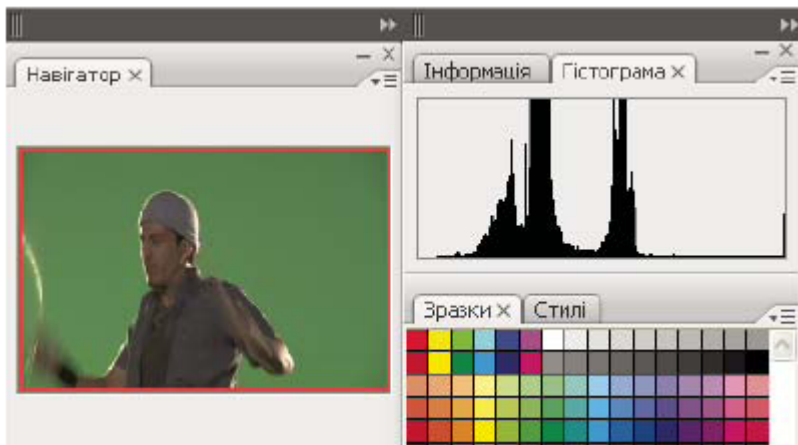 Навігатор
Інформація Гістограма
Зразки Стилі